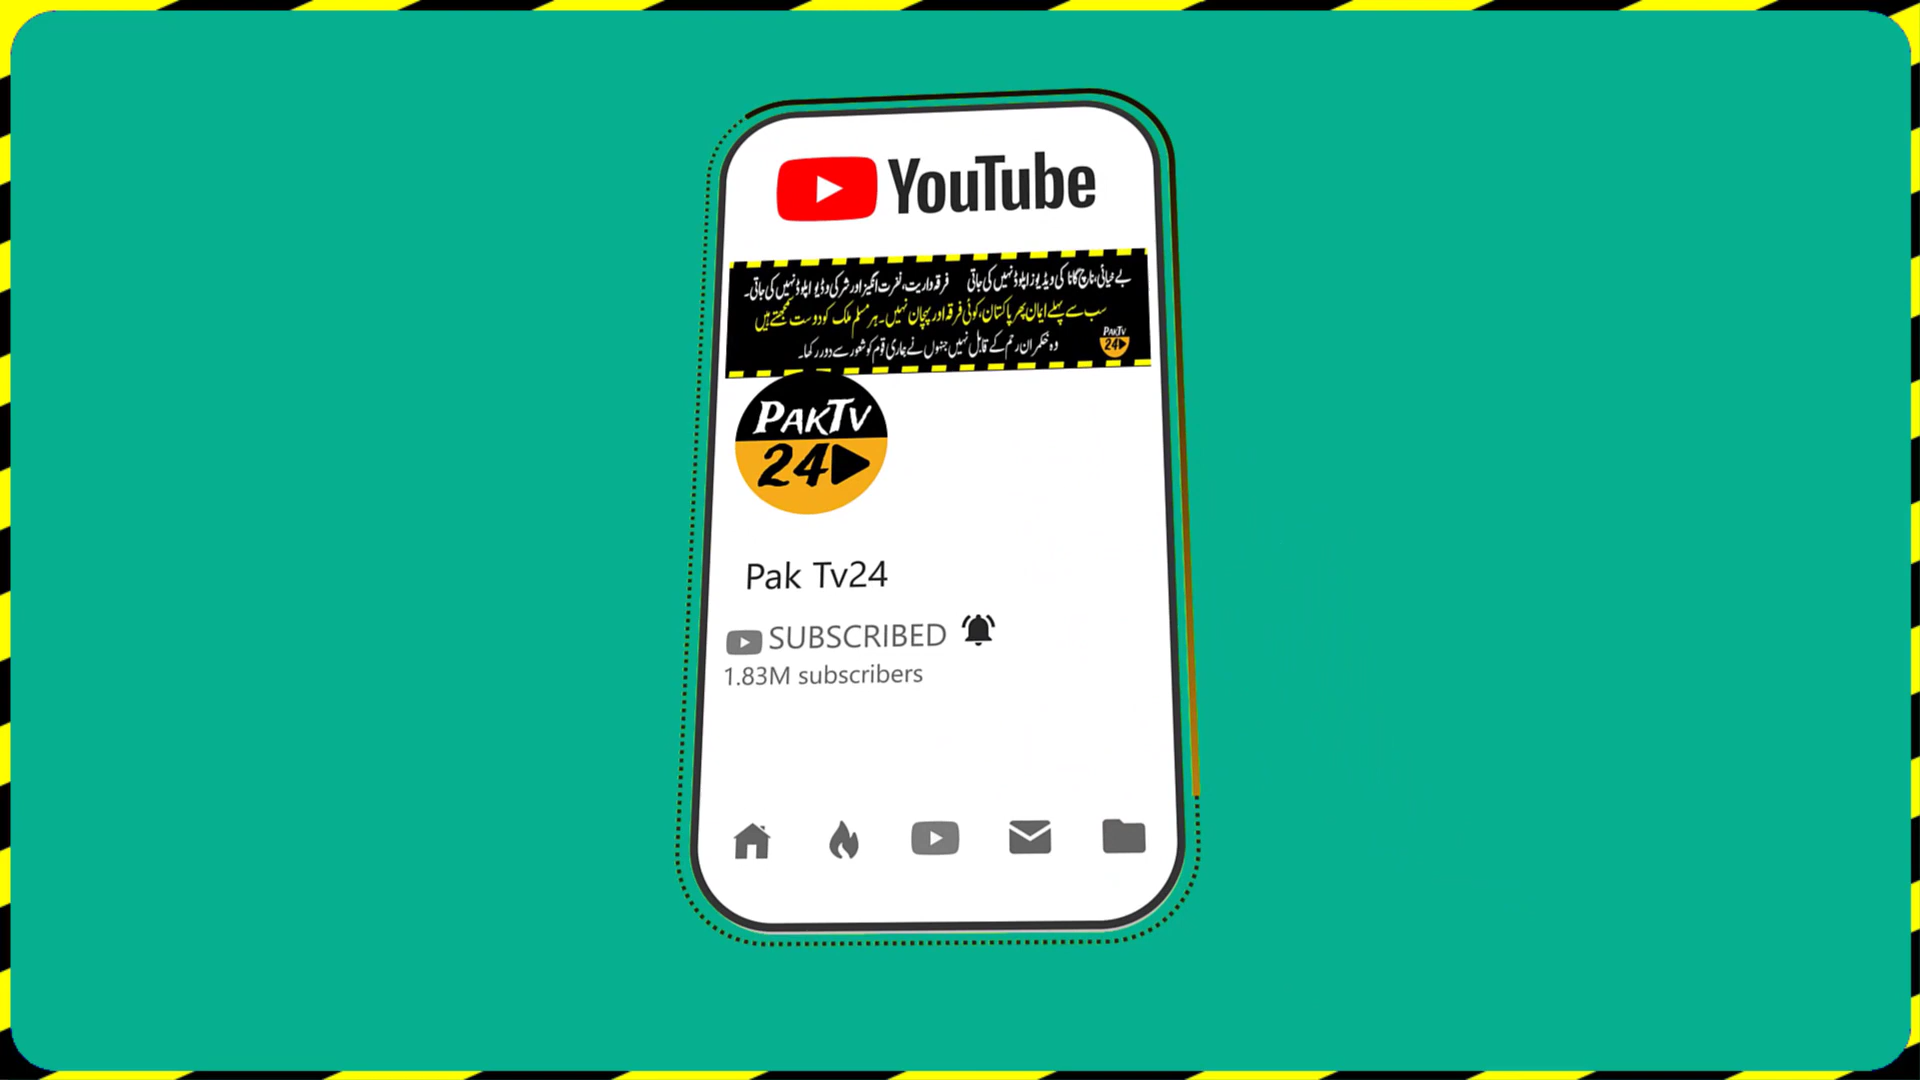 YouTube
بے حیائی، ناچ گانا کی ویڈیوز اپلوڈ نہیں کی جاتی فرقہ واریت، نفرت انگیز اور شر کی وڈیو اپلوڈ نہیں کی جاتی۔
سب سے پہلے ایمان پھر پاکستان، کوئی فرقہ اور پہچان نہیں۔ ہر مسلم ملک کو دوست سمجھتے ہیں
وہ حکمران رحم کے قابل نہیں جنہوں نے ہماری قوم کو شعور سے دور رکھا۔
PAKTV
24
PAKTV
24
Pak Tv24
SUBSCRIBED
1.83M subscribers